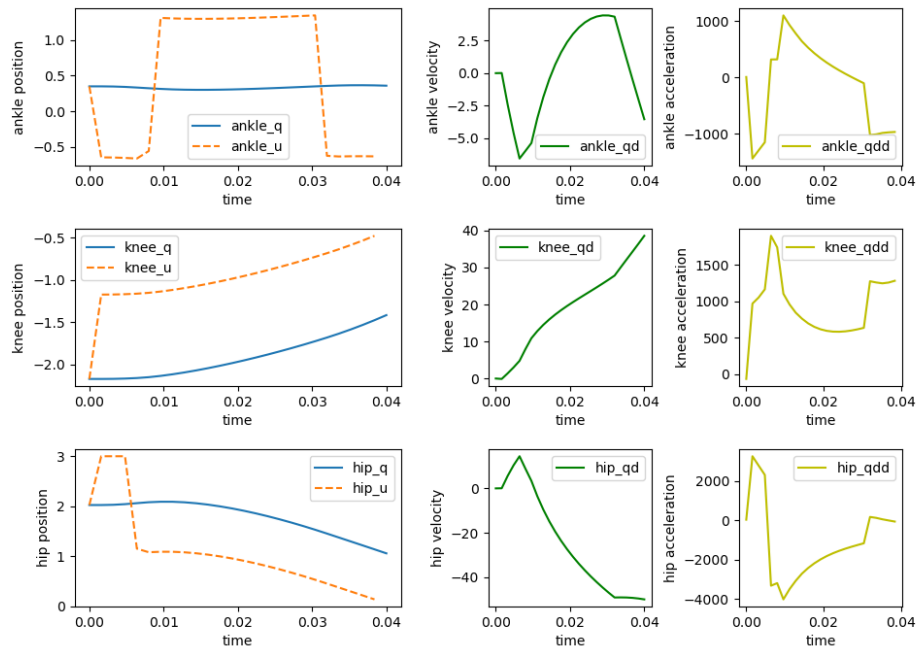 ankle position
1.0
0.5
0.0
−0.5
ankle_q
ankle_u
0.00 0.01 0.02 0.03 0.04
time
ankle velocity
2.5
0.0
−2.5
−5.0
ankle_qd
0.00 0.02 0.04
time
ankle acceleration
1000
0
−1000
ankle_qdd
0.00 0.02 0.04
time
knee position
−0.5
−1.0
−1.5
−2.0
knee_q
knee_u
0.00 0.01 0.02 0.03 0.04
time
knee velocity
40
30
20
10
0
knee_qd
0.00 0.02 0.04
time
knee acceleration
1500
1000
500
0
knee_qdd
0.00 0.02 0.04
time
hip position
3
2
1
0
hip_q
hip_u
0.00 0.01 0.02 0.03 0.04
time
hip velocity
0
−20
−40
hip_qd
0.00 0.02 0.04
time
hip acceleration
2000
0
−2000
−4000
hip_qdd
0.00 0.02 0.04
time